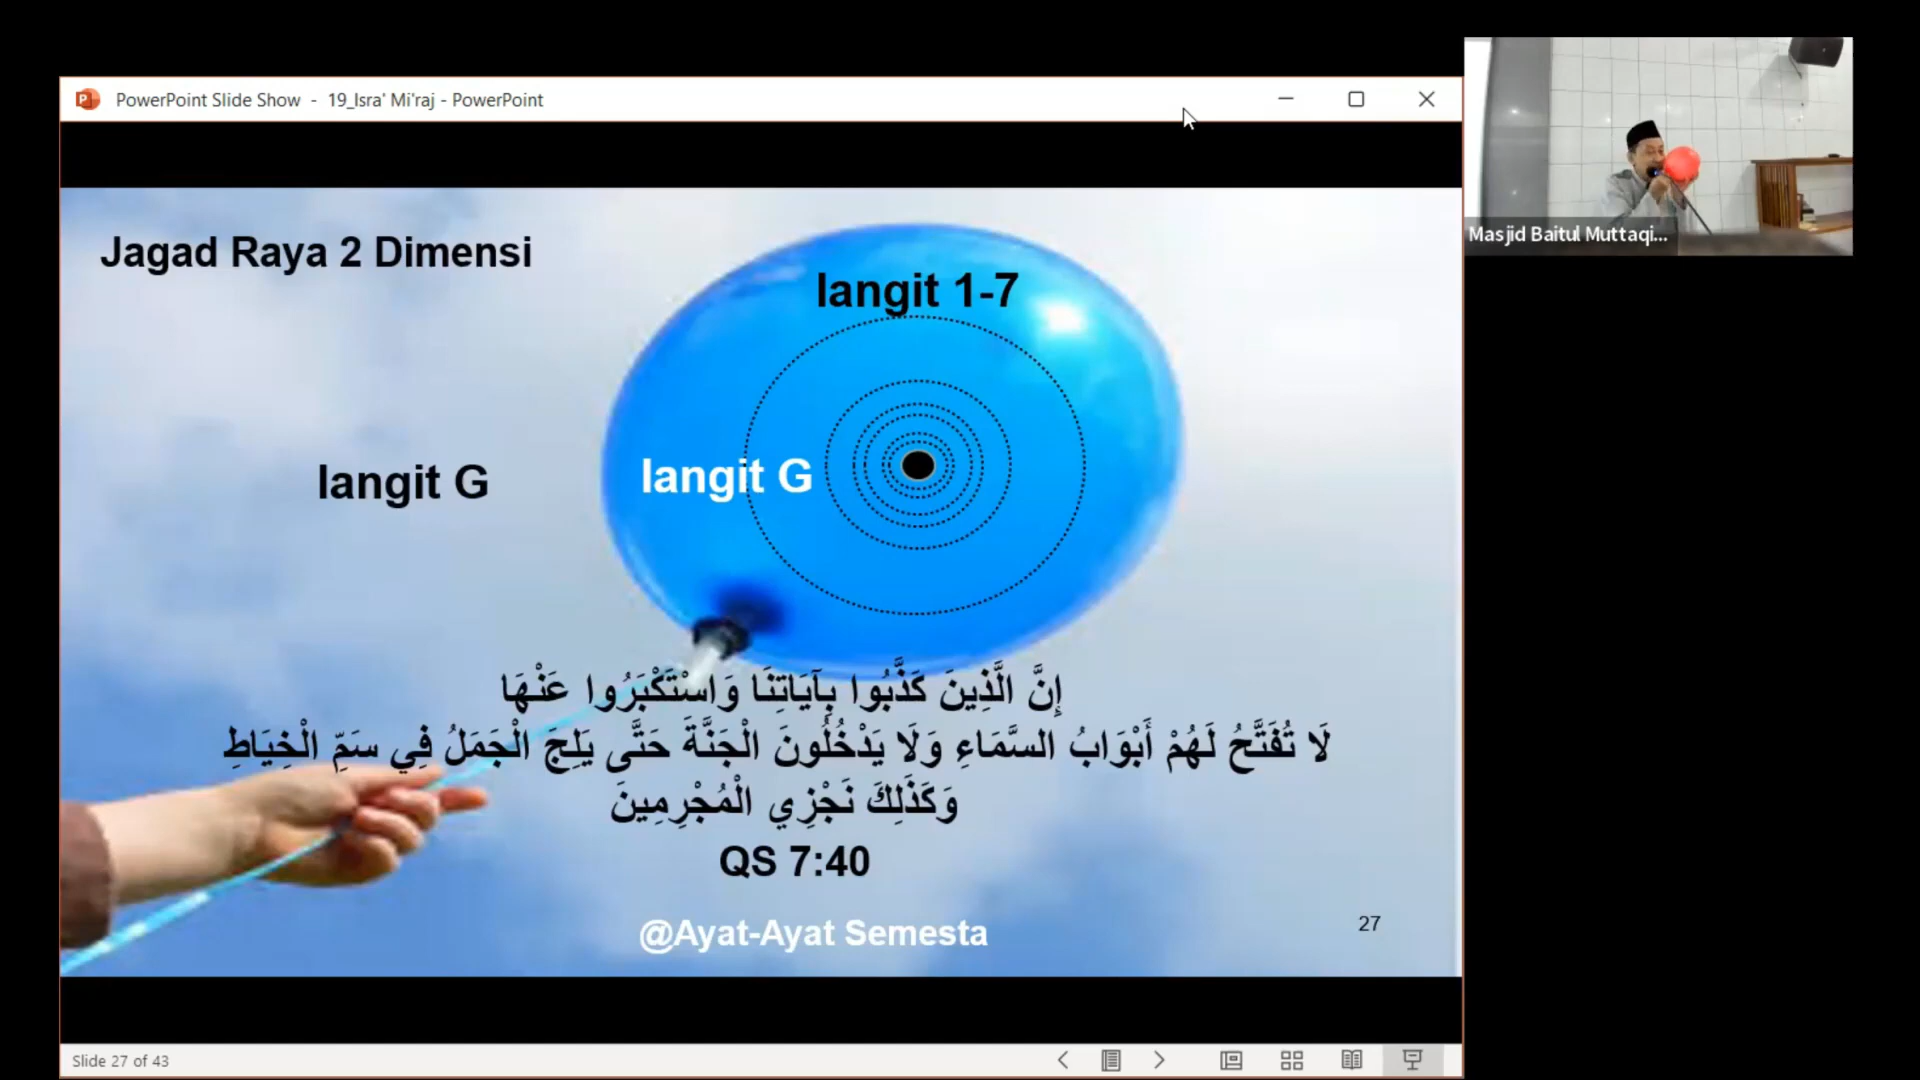 PowerPoint Slide Show - 19_Isra' Mi'raj - PowerPoint
Masjid Baitul Muttaqi...
Jagad Raya 2 Dimensi
langit 1-7
langit G
langit G
إِنَّ الَّذِينَ كَذَّبُوا بِآيَاتِنَا وَاسْتَكْبَرُوا عَنْهَا
لَا تُفَتَّحُ لَهُمْ أَبْوَابُ السَّمَاءِ وَلَا يَدْخُلُونَ الْجَنَّةَ حَتَّى يَلِجَ الْجَمَلُ فِي سَمِّ الْخِيَاطِ
وَكَذَلِكَ نَجْزِي الْمُجْرِمِينَ
QS 7:40
@Ayat-Ayat Semesta
27
Slide 27 of 43